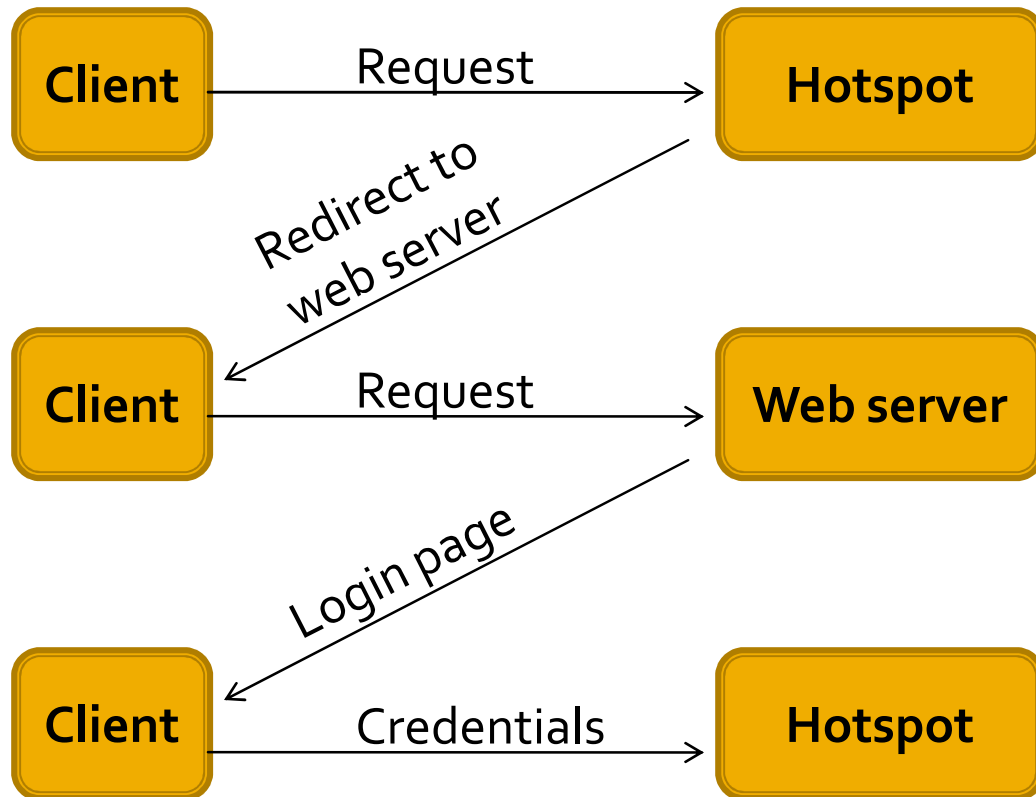 Client
Request
Hotspot
Redirect to
web server
Client
Request
Web server
Login page
Client
Credentials
Hotspot